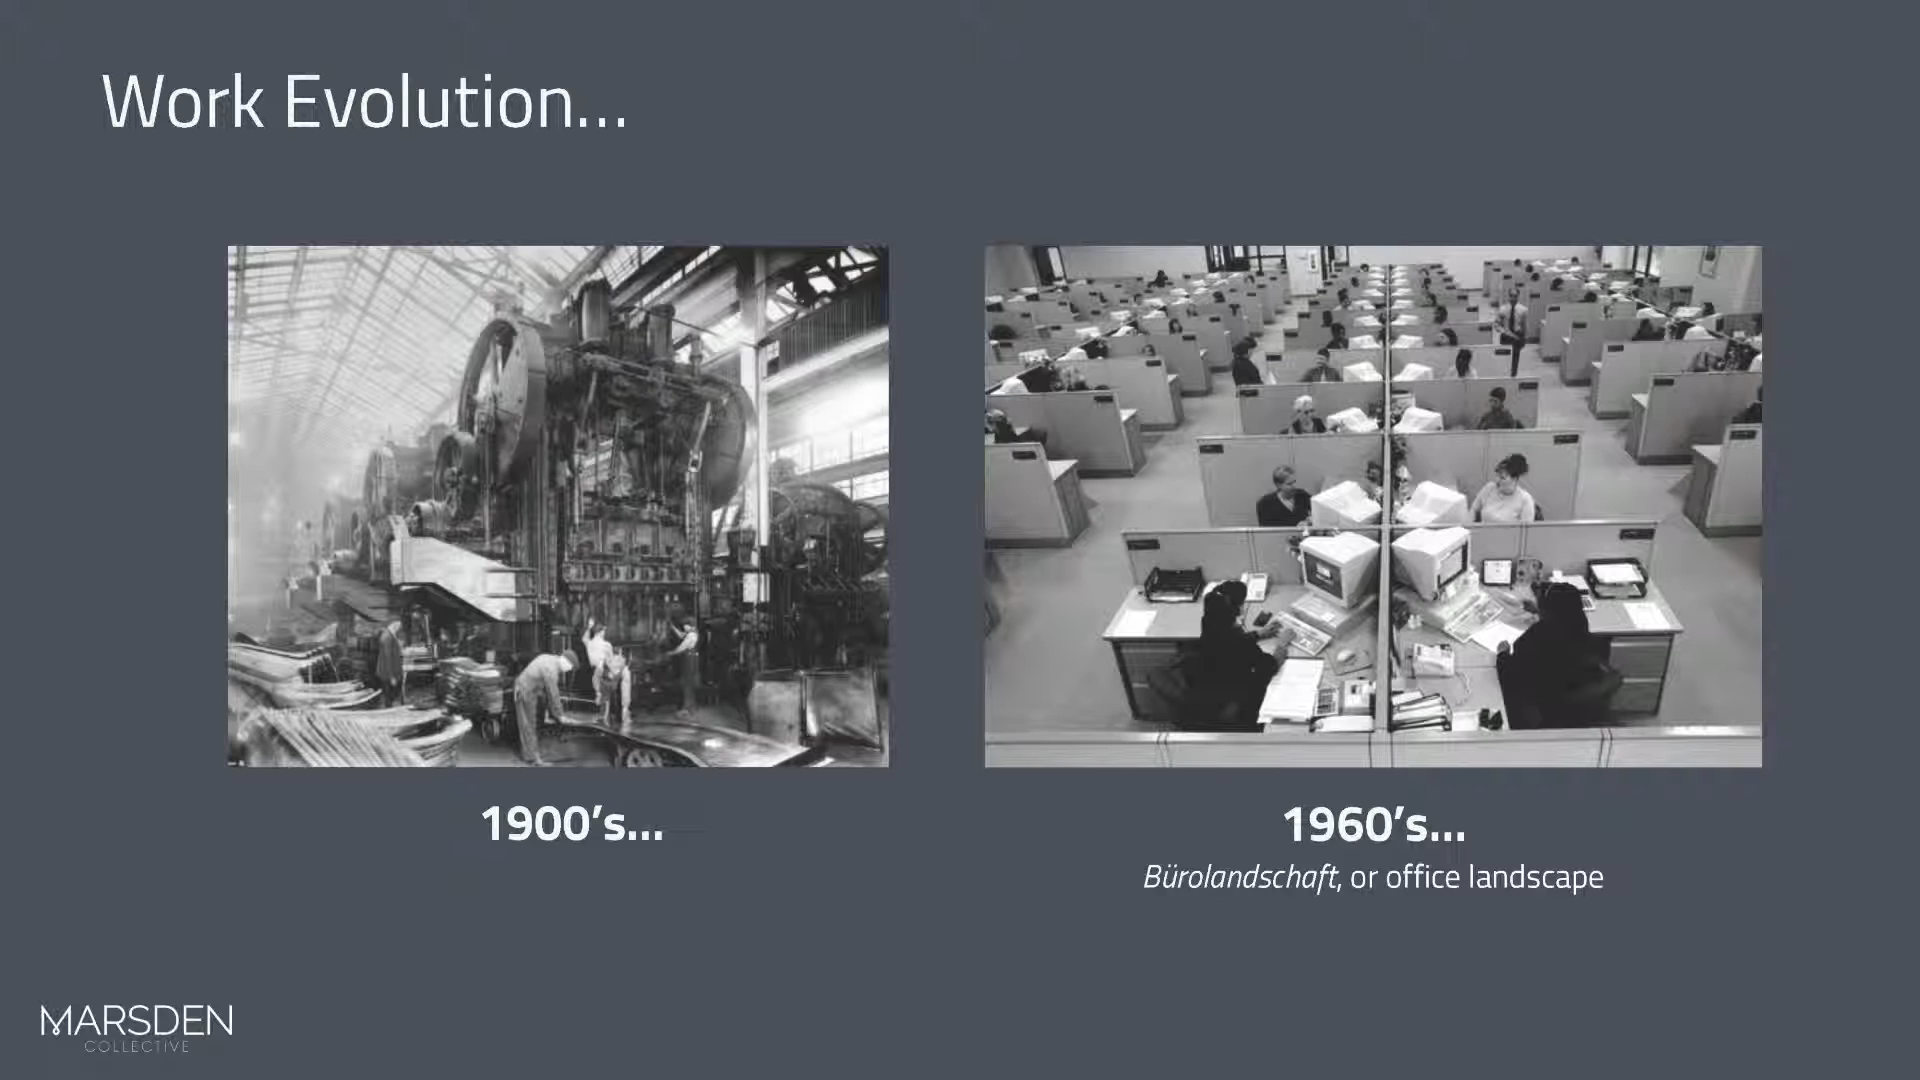 Work Evolution...
1900's...
1960's...
Bürolandschaft, or office landscape
MARSDEN
COLLECTIVE